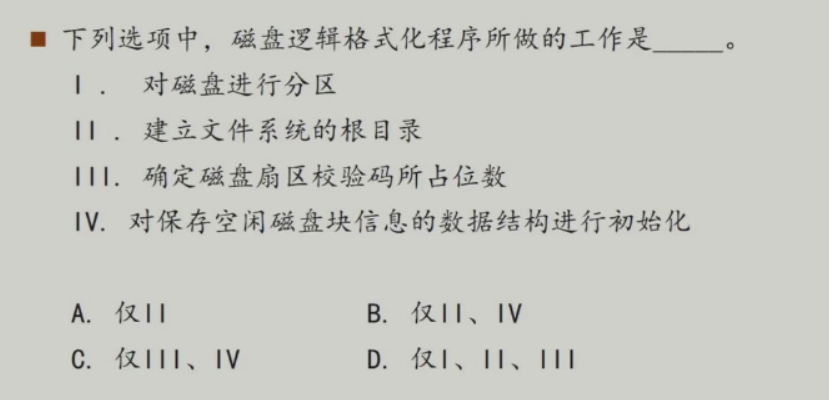 ■ 下列选项中，磁盘逻辑格式化程序所做的工作是_____。
I. 对磁盘进行分区
II. 建立文件系统的根目录
III. 确定磁盘扇区校验码所占位数
IV. 对保存空闲磁盘块信息的数据结构进行初始化
A. 仅II B. 仅II、IV
C. 仅III、IV D. 仅I、II、III